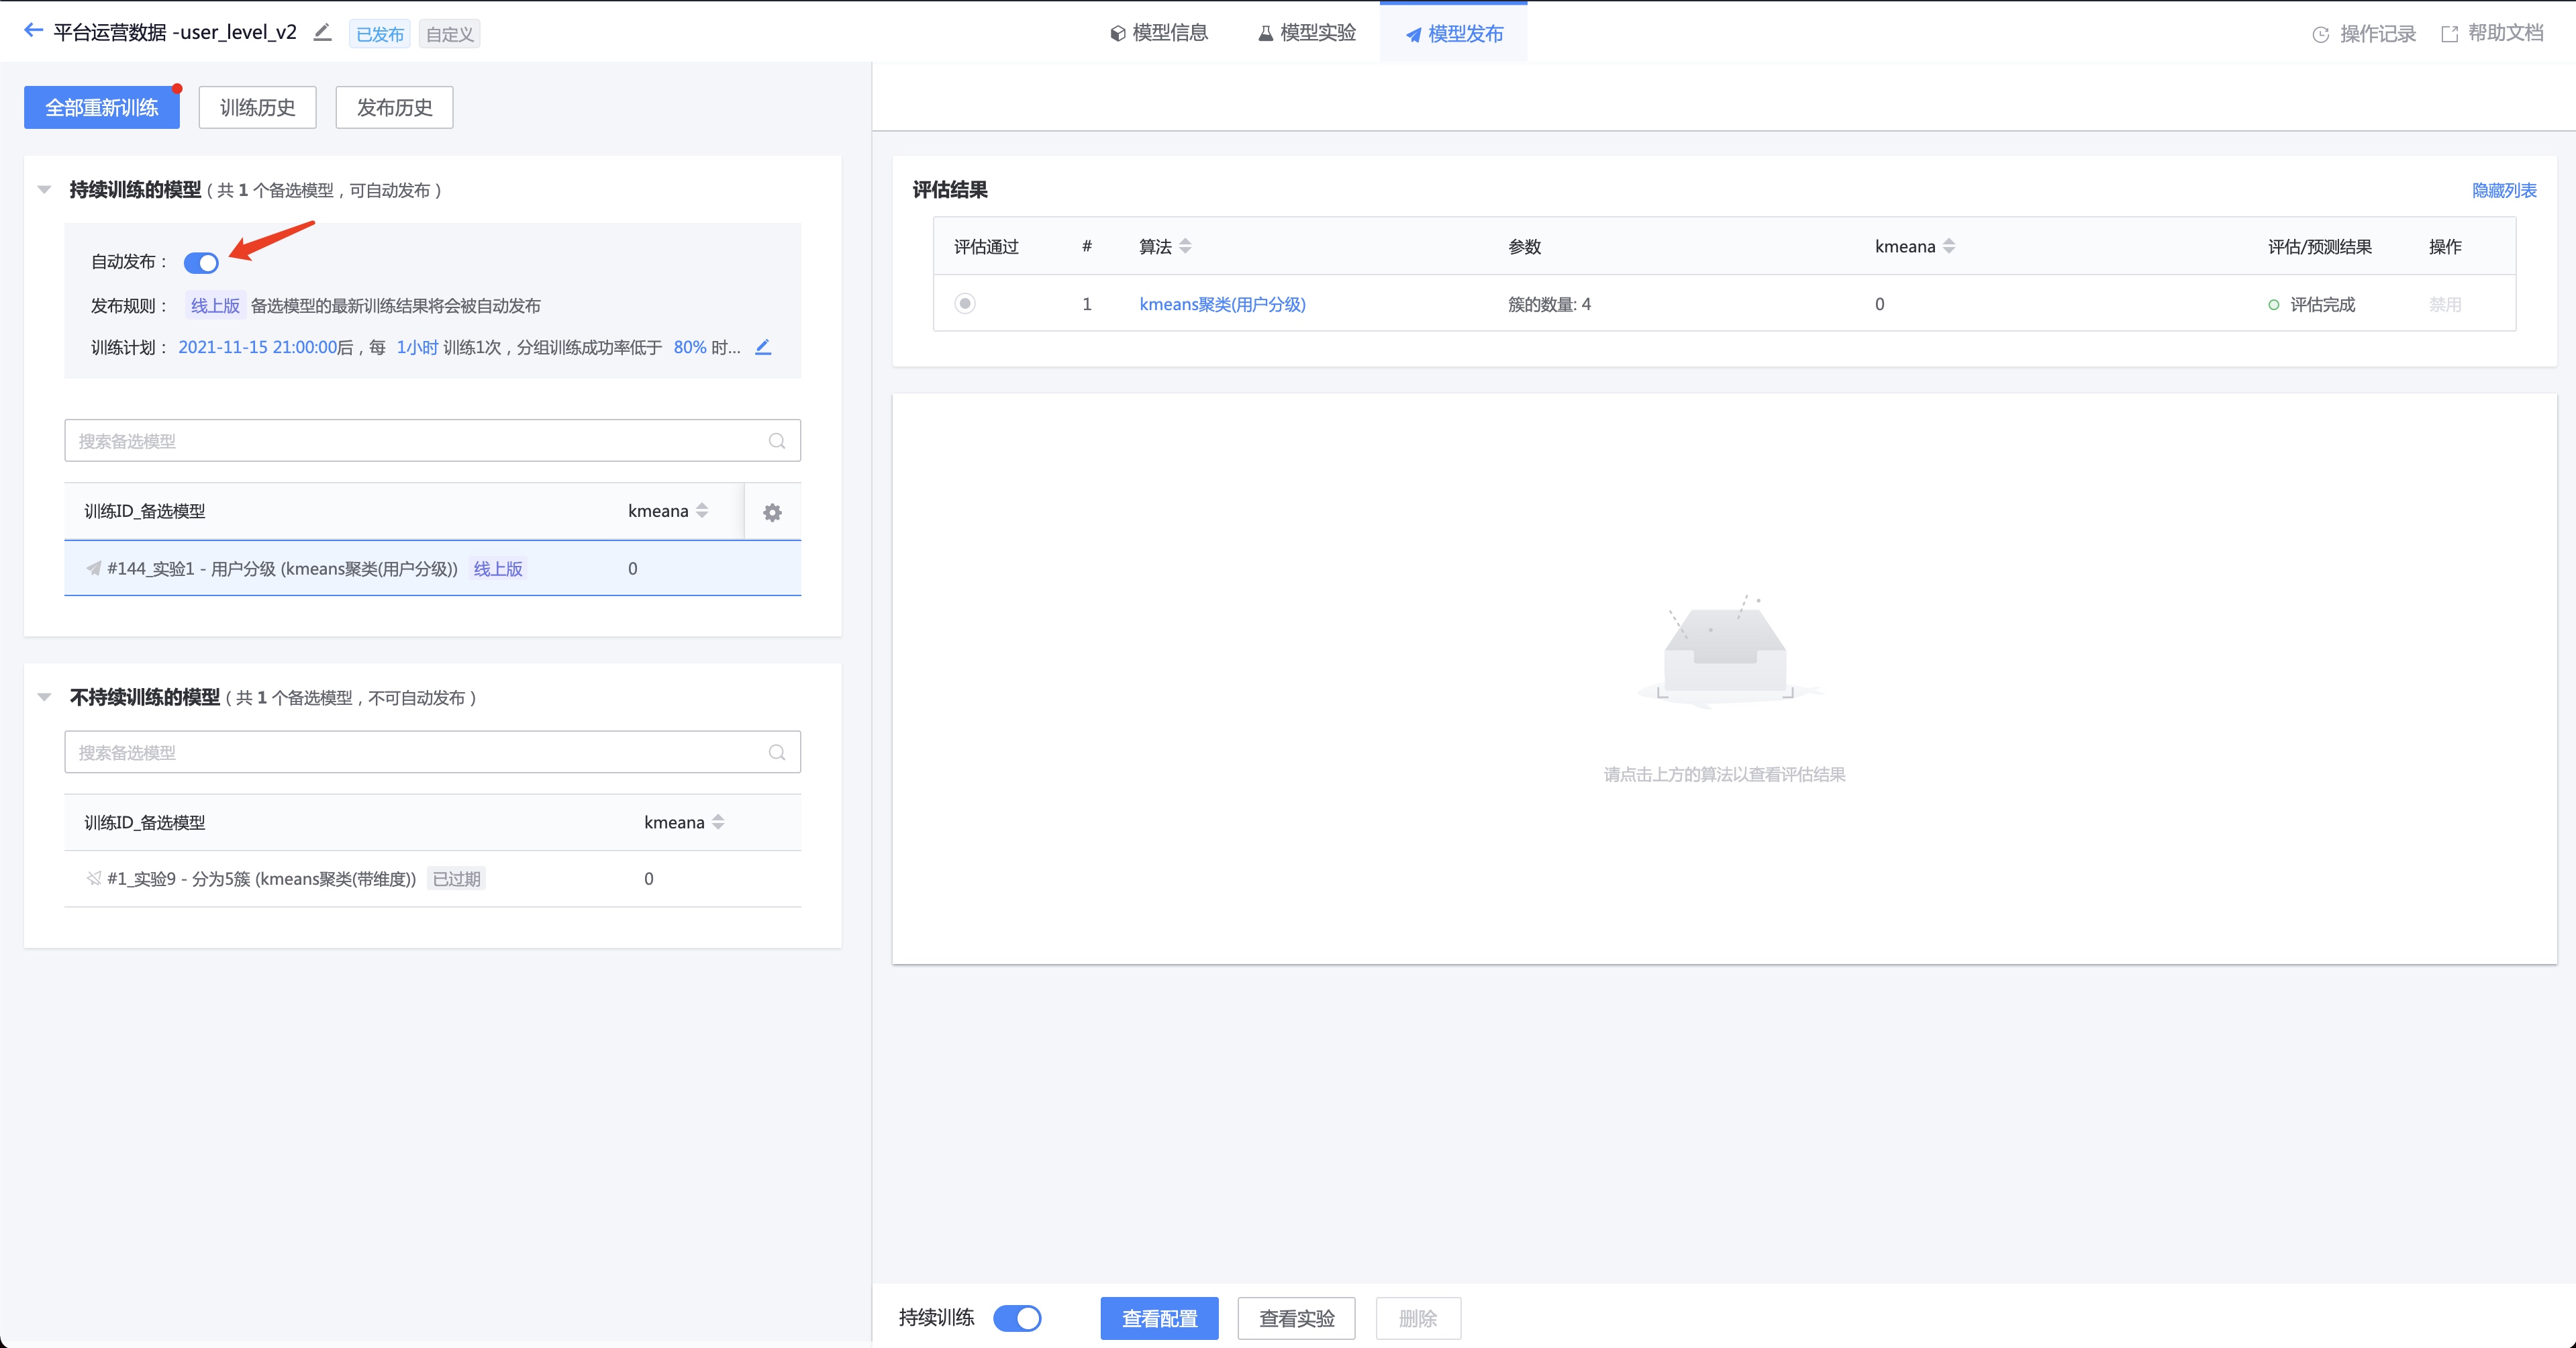 平台运营数据 -user_level_v2 已发布 自定义
模型信息 模型实验 模型发布
操作记录 帮助文档
全部重新训练 训练历史 发布历史
持续训练的模型 ( 共 1 个备选模型，可自动发布 )
自动发布：
发布规则： 线上版 备选模型的最新训练结果将会被自动发布
训练计划： 2021-11-15 21:00:00后，每 1小时 训练1次，分组训练成功率低于 80% 时...
搜索备选模型
训练ID_备选模型 kmeana
#144_实验1 - 用户分级 (kmeans聚类(用户分级)) 线上版 0
不持续训练的模型 ( 共 1 个备选模型，不可自动发布 )
搜索备选模型
训练ID_备选模型 kmeana
#1_实验9 - 分为5簇 (kmeans聚类(带维度)) 已过期 0
评估结果 隐藏列表
评估通过 # 算法 参数 kmeana 评估/预测结果 操作
1 kmeans聚类(用户分级) 簇的数量: 4 0 评估完成 禁用
请点击上方的算法以查看评估结果
持续训练 查看配置 查看实验 删除